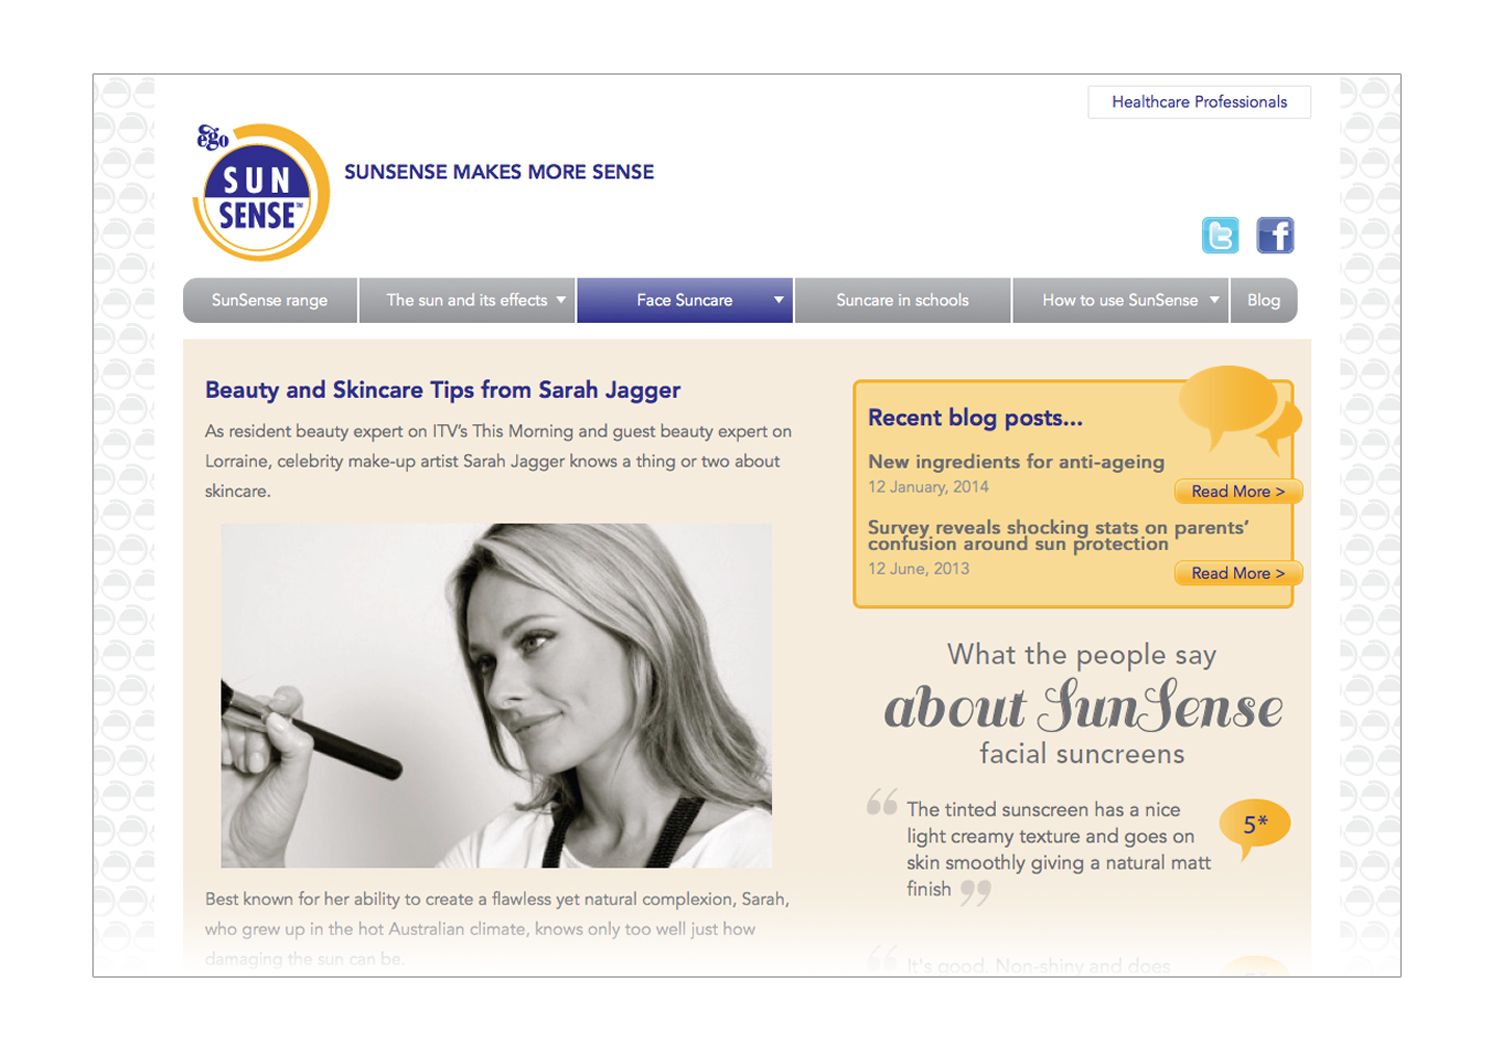 Healthcare Professionals
ego
SUN
SENSE™
SUNSENSE MAKES MORE SENSE
SunSense range
The sun and its effects
Face Suncare
Suncare in schools
How to use SunSense
Blog
Beauty and Skincare Tips from Sarah Jagger
As resident beauty expert on ITV's This Morning and guest beauty expert on
Lorraine, celebrity make-up artist Sarah Jagger knows a thing or two about
skincare.
Best known for her ability to create a flawless yet natural complexion, Sarah,
who grew up in the hot Australian climate, knows only too well just how
damaging the sun can be.
Recent blog posts...
New ingredients for anti-ageing
12 January, 2014
Read More >
Survey reveals shocking stats on parents'
confusion around sun protection
12 June, 2013
Read More >
What the people say
about SunSense
facial suncreens
“ The tinted sunscreen has a nice
light creamy texture and goes on
skin smoothly giving a natural matt
finish ”
5*
“ It's good. Non-shiny and does